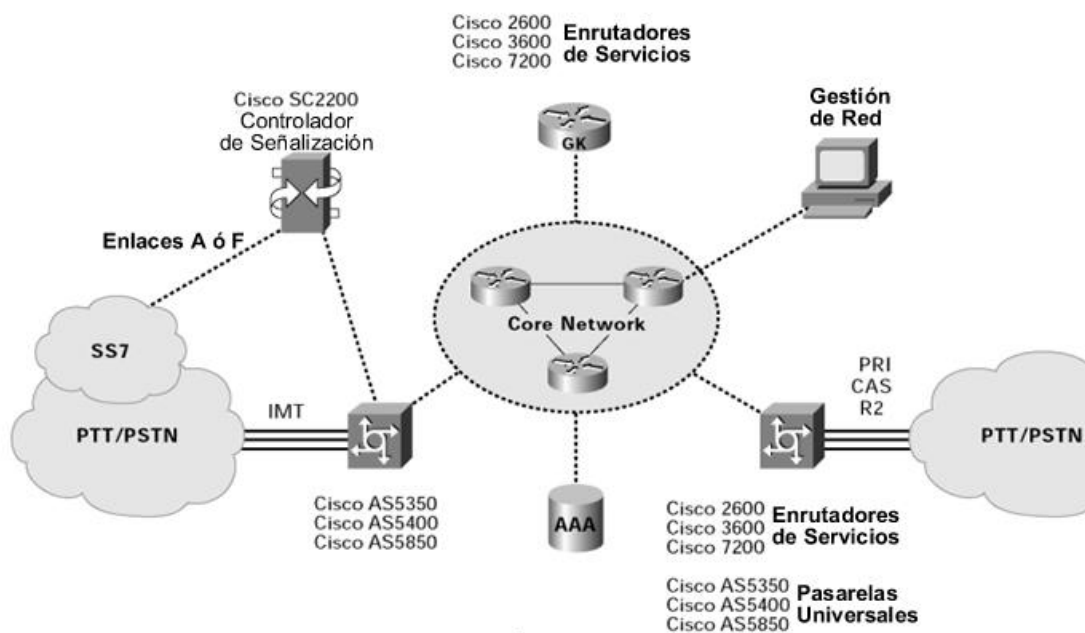 Cisco 2600
Cisco 3600
Cisco 7200
Enrutadores
de Servicios
Cisco SC2200
Controlador
de Señalización
GK
Gestión
de Red
Enlaces A ó F
SS7
PTT/PSTN
IMT
Core Network
PRI
CAS
R2
PTT/PSTN
Cisco AS5350
Cisco AS5400
Cisco AS5850
AAA
Cisco 2600
Cisco 3600
Cisco 7200
Enrutadores
de Servicios
Cisco AS5350
Cisco AS5400
Cisco AS5850
Pasarelas
Universales